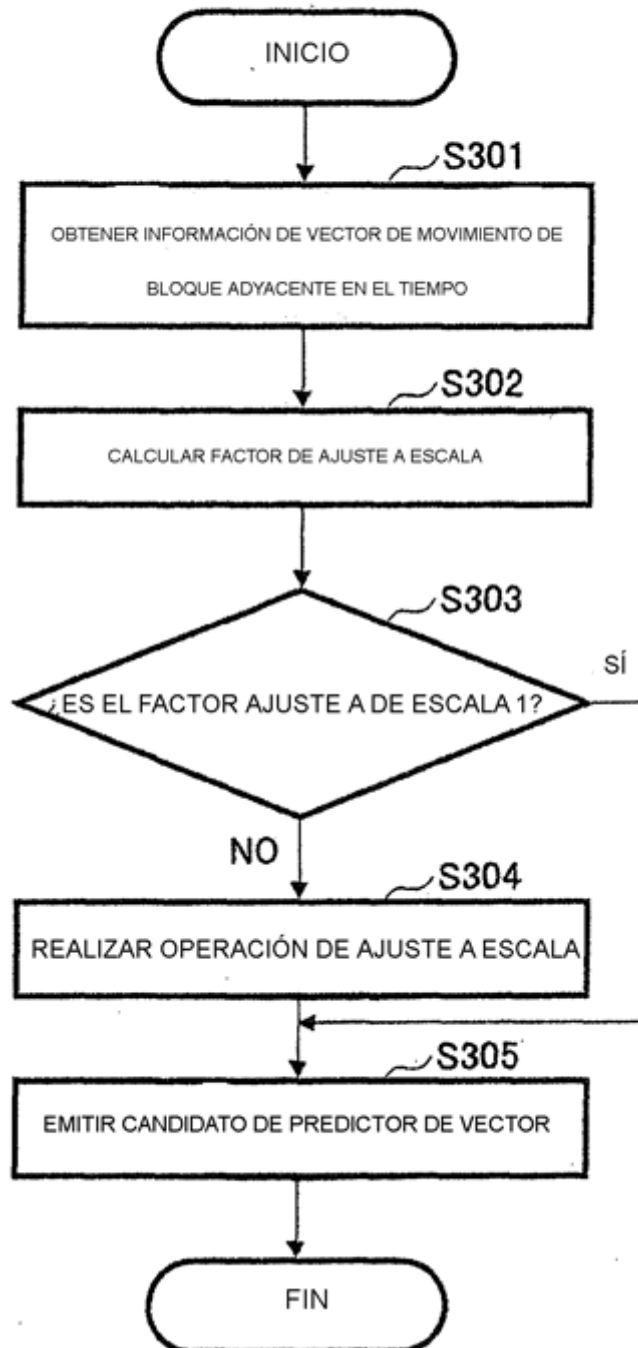 INICIO
S301
OBTENER INFORMACIÓN DE VECTOR DE MOVIMIENTO DE
BLOQUE ADYACENTE EN EL TIEMPO
S302
CALCULAR FACTOR DE AJUSTE A ESCALA
S303
SÍ
¿ES EL FACTOR AJUSTE A DE ESCALA 1?
NO
S304
REALIZAR OPERACIÓN DE AJUSTE A ESCALA
S305
EMITIR CANDIDATO DE PREDICTOR DE VECTOR
FIN